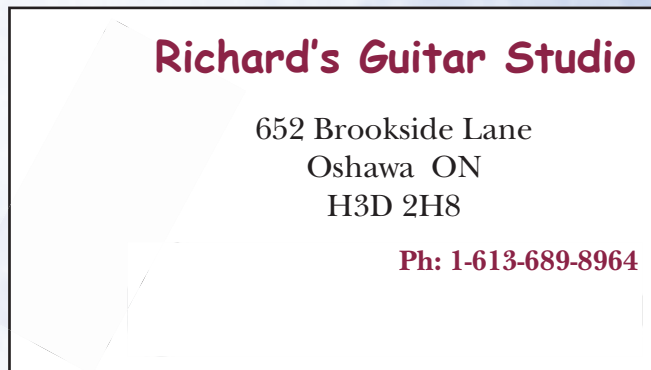 Richard's Guitar Studio
652 Brookside Lane
Oshawa  ON
H3D 2H8
Ph: 1-613-689-8964